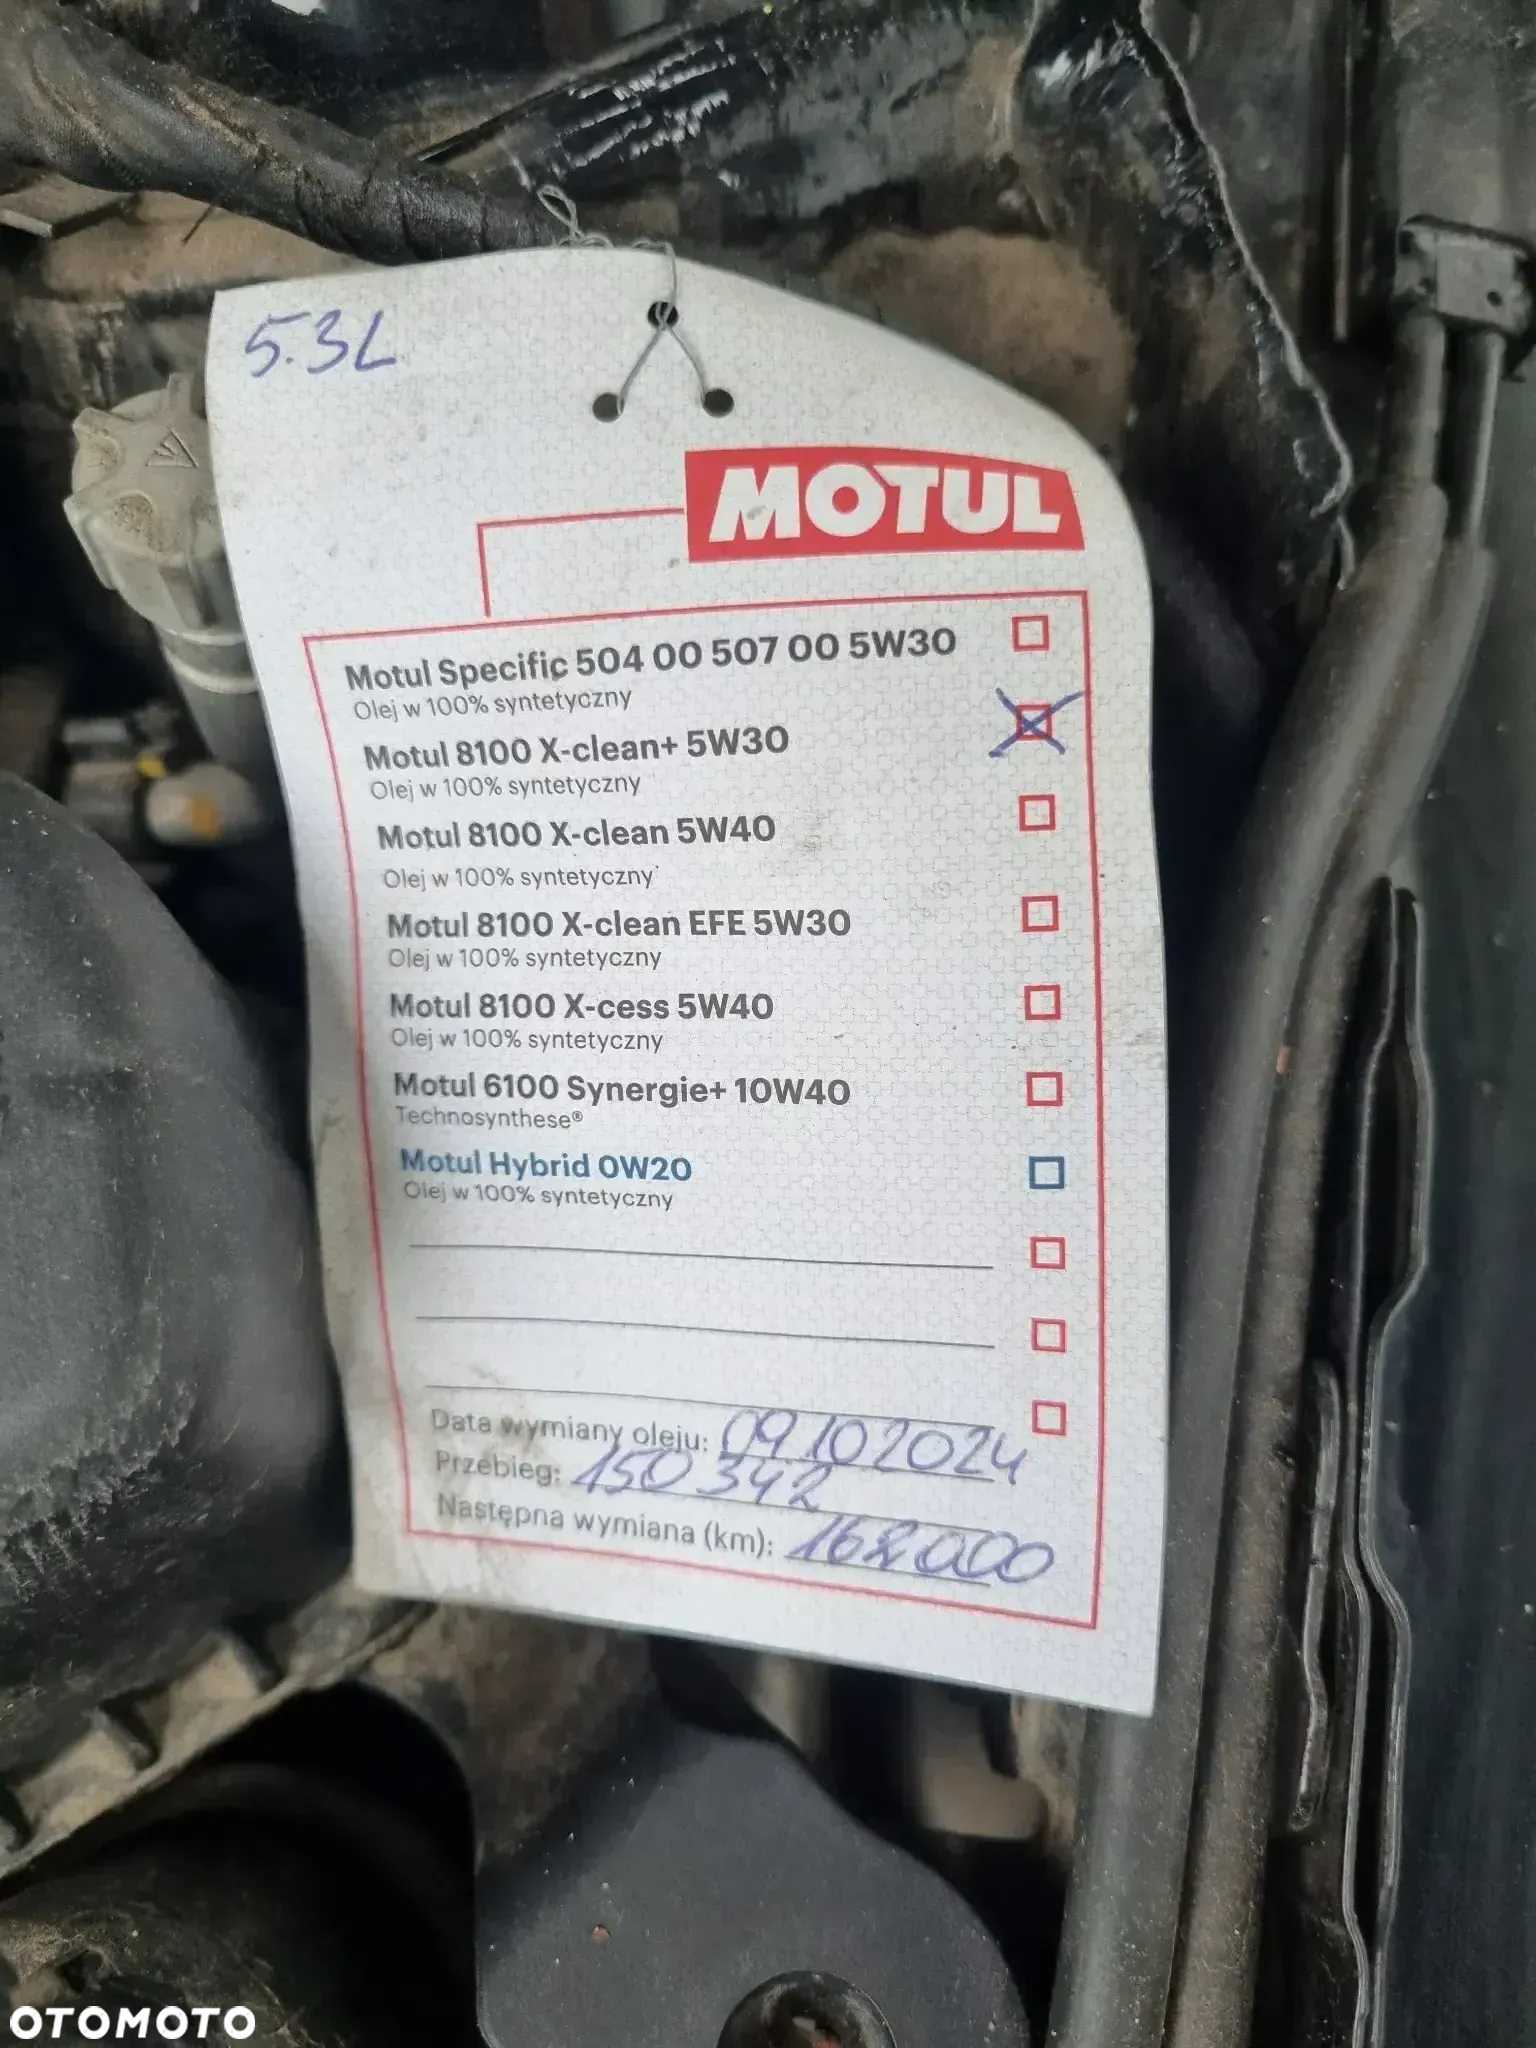 5.3L
MOTUL
Motul Specific 504 00 507 00 5W30
Olej w 100% syntetyczny
Motul 8100 X-clean+ 5W30
Olej w 100% syntetyczny
Motul 8100 X-clean 5W40
Olej w 100% syntetyczny
Motul 8100 X-clean EFE 5W30
Olej w 100% syntetyczny
Motul 8100 X-cess 5W40
Olej w 100% syntetyczny
Motul 6100 Synergie+ 10W40
Technosynthese®
Motul Hybrid 0W20
Olej w 100% syntetyczny
Data wymiany oleju: 09 10 2024
Przebieg: 150 342
Następna wymiana (km): 162000
OTOMOTO